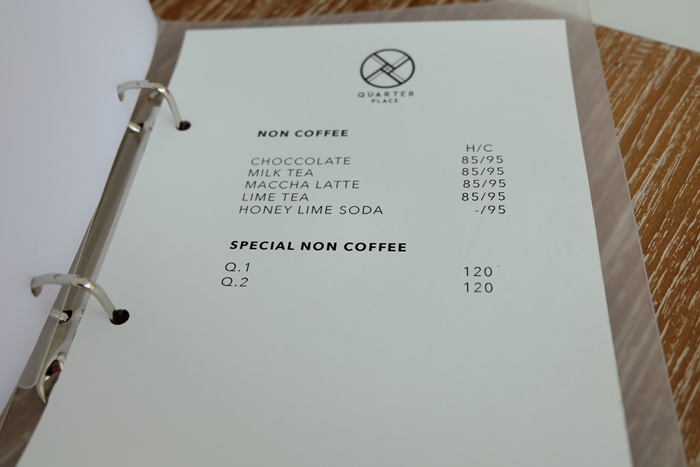 QUARTER
PLACE
NON COFFEE
H/C
CHOCCOLATE 85/95
MILK TEA 85/95
MACCHA LATTE 85/95
LIME TEA 85/95
HONEY LIME SODA -/95
SPECIAL NON COFFEE
Q.1 120
Q.2 120